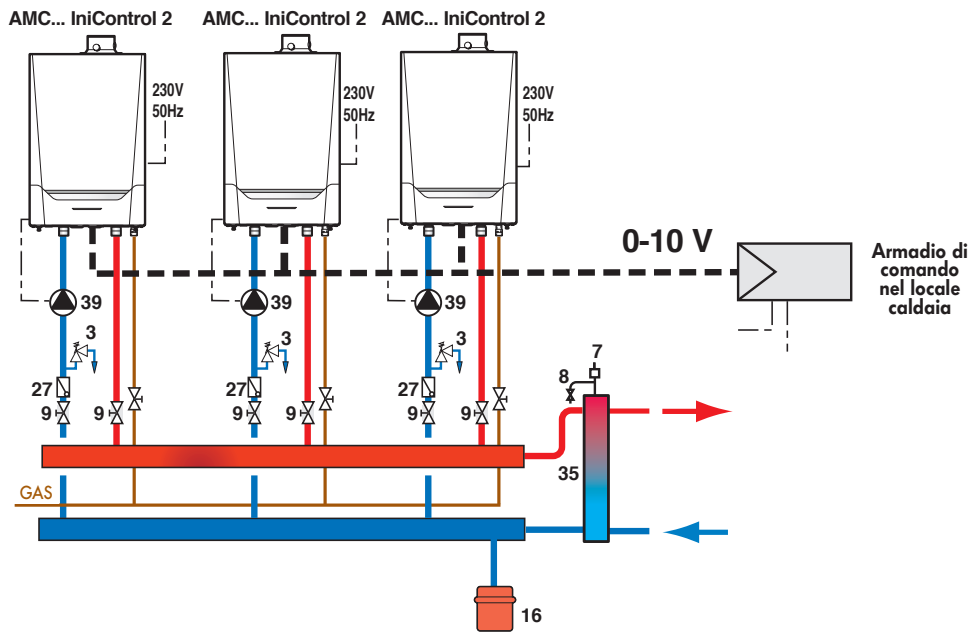 AMC... IniControl 2
AMC... IniControl 2
AMC... IniControl 2
230V
50Hz
230V
50Hz
230V
50Hz
0-10 V
Armadio di
comando
nel locale
caldaia
39
39
39
3
3
3
7
8
27
27
27
9
9
9
9
9
9
35
GAS
16